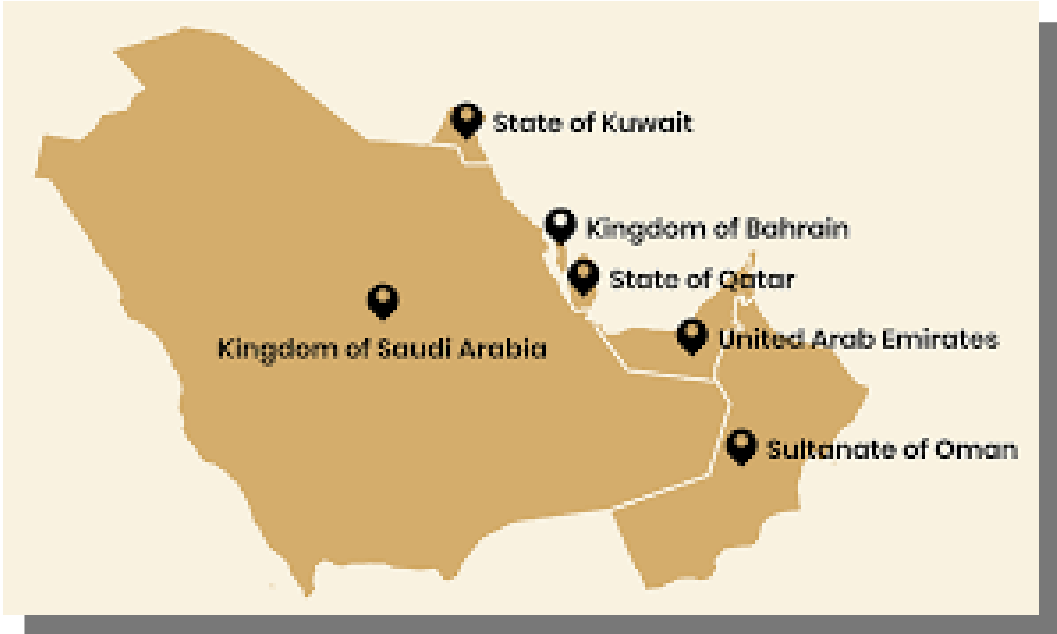 State of Kuwait
Kingdom of Bahrain
State of Qatar
United Arab Emirates
Kingdom of Saudi Arabia
Sultanate of Oman